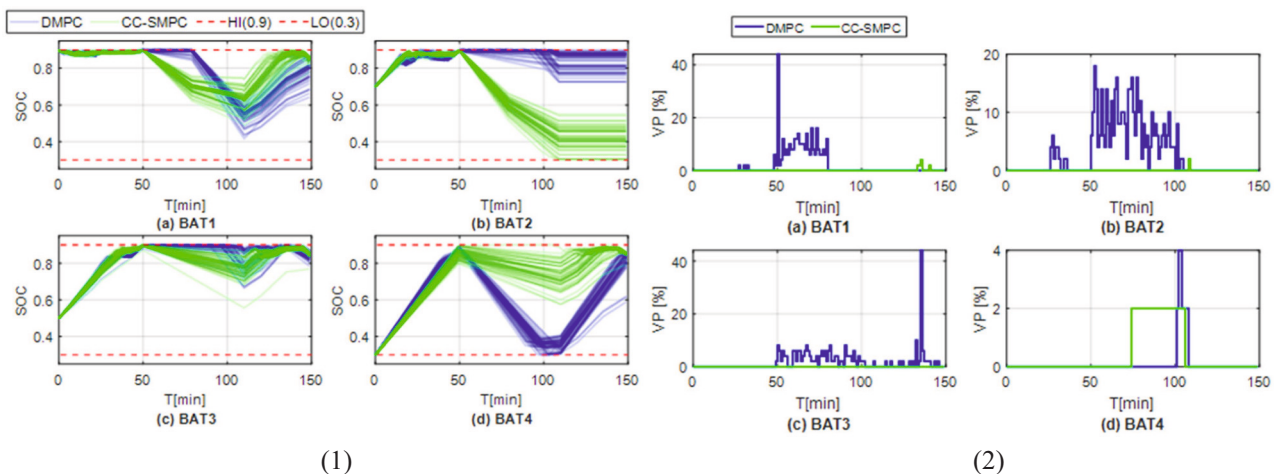 DMPC CC-SMPC HI(0.9) LO(0.3)
DMPC CC-SMPC
SOC
0.8
0.6
0.4
0 50 100 150
T[min]
(a) BAT1
SOC
0.8
0.6
0.4
0 50 100 150
T[min]
(b) BAT2
SOC
0.8
0.6
0.4
0 50 100 150
T[min]
(c) BAT3
SOC
0.8
0.6
0.4
0 50 100 150
T[min]
(d) BAT4
(1)
VP [%]
40
20
0
0 50 100 150
T[min]
(a) BAT1
VP [%]
20
10
0
0 50 100 150
T[min]
(b) BAT2
VP [%]
40
20
0
0 50 100 150
T[min]
(c) BAT3
VP [%]
4
2
0
0 50 100 150
T[min]
(d) BAT4
(2)